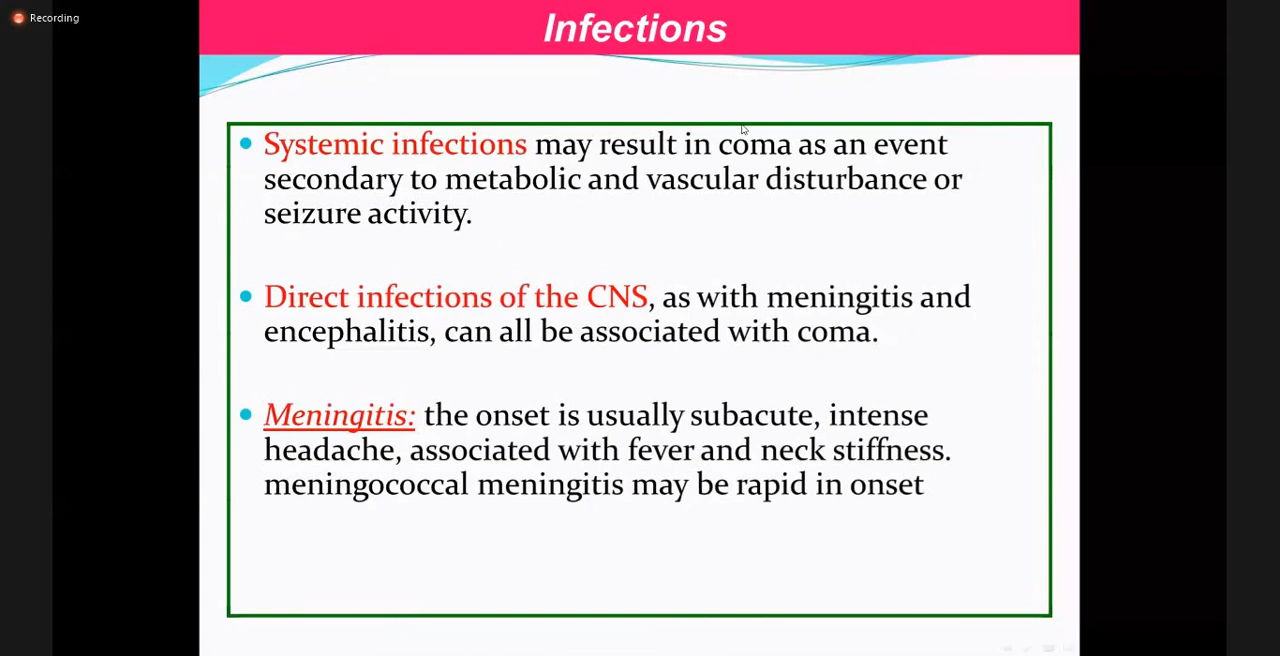 Recording
Infections
Systemic infections may result in coma as an event
secondary to metabolic and vascular disturbance or
seizure activity.
Direct infections of the CNS, as with meningitis and
encephalitis, can all be associated with coma.
Meningitis: the onset is usually subacute, intense
headache, associated with fever and neck stiffness.
meningococcal meningitis may be rapid in onset